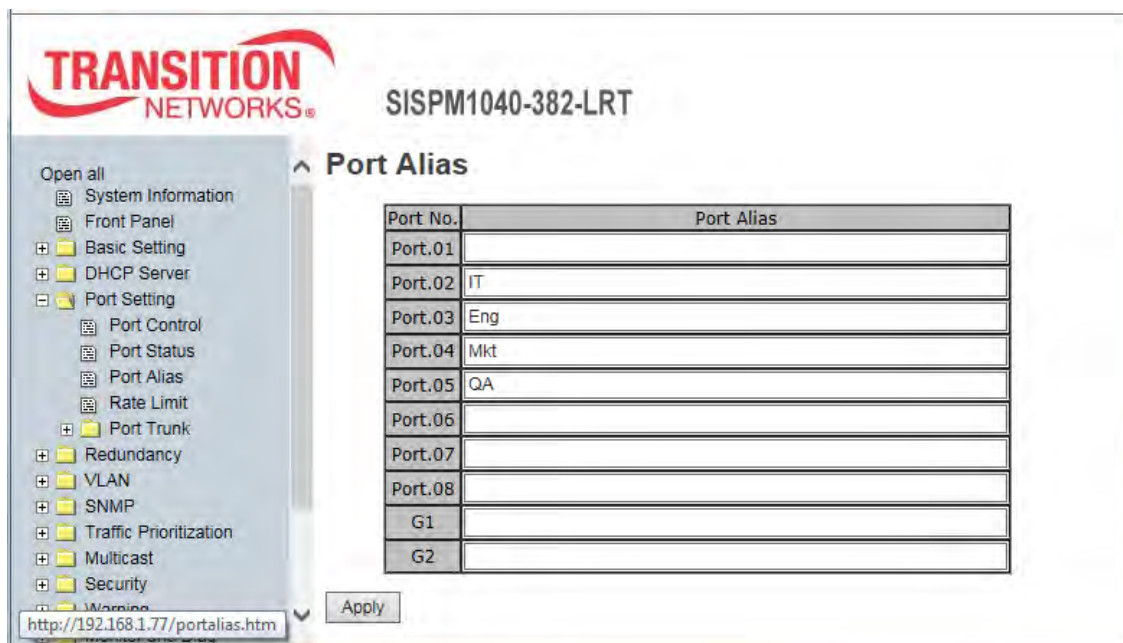 TRANSITION
NETWORKS®
SISPM1040-382-LRT
Open all
System Information
Front Panel
Basic Setting
DHCP Server
Port Setting
Port Control
Port Status
Port Alias
Rate Limit
Port Trunk
Redundancy
VLAN
SNMP
Traffic Prioritization
Multicast
Security
Warning
http://192.168.1.77/portalias.htm
Port Alias
Port No. Port Alias
Port.01
Port.02 IT
Port.03 Eng
Port.04 Mkt
Port.05 QA
Port.06
Port.07
Port.08
G1
G2
Apply